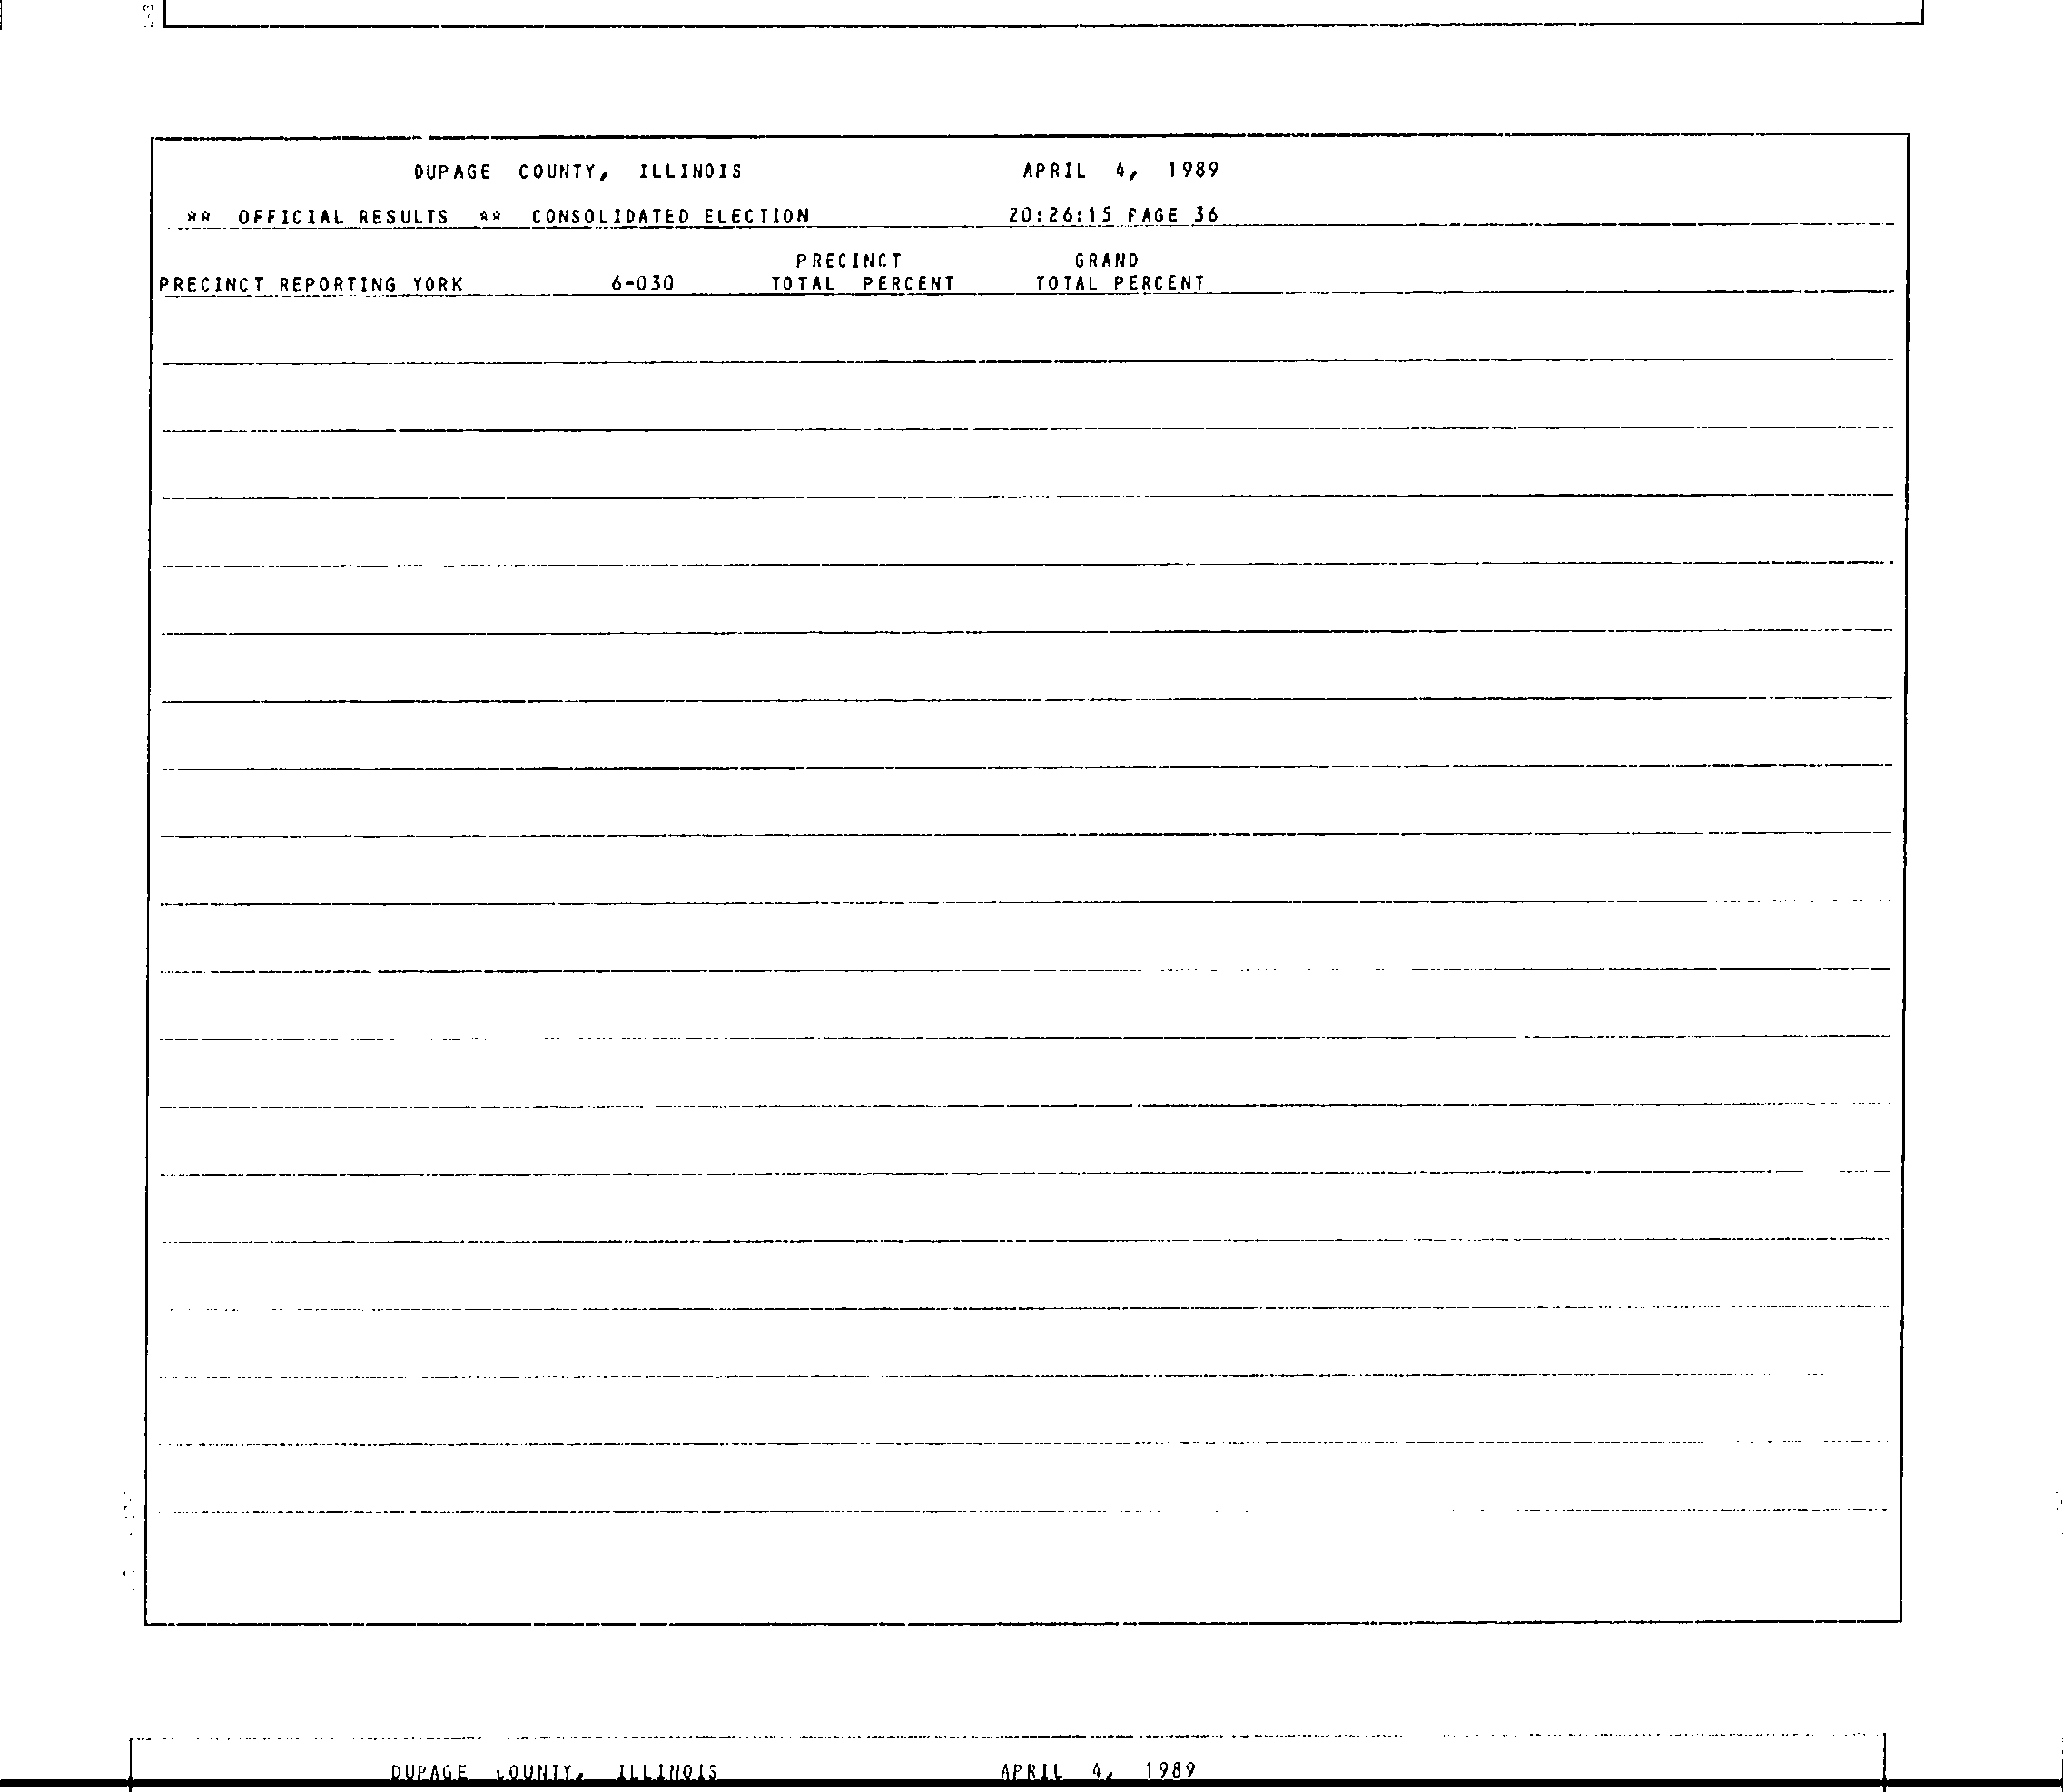 DUPAGE COUNTY, ILLINOIS APRIL 4, 1989
** OFFICIAL RESULTS ** CONSOLIDATED ELECTION 20:26:15 PAGE 36
PRECINCT GRAND
PRECINCT REPORTING YORK 6-030 TOTAL PERCENT TOTAL PERCENT
DUPAGE COUNTY, ILLINOIS APRIL 4, 1989